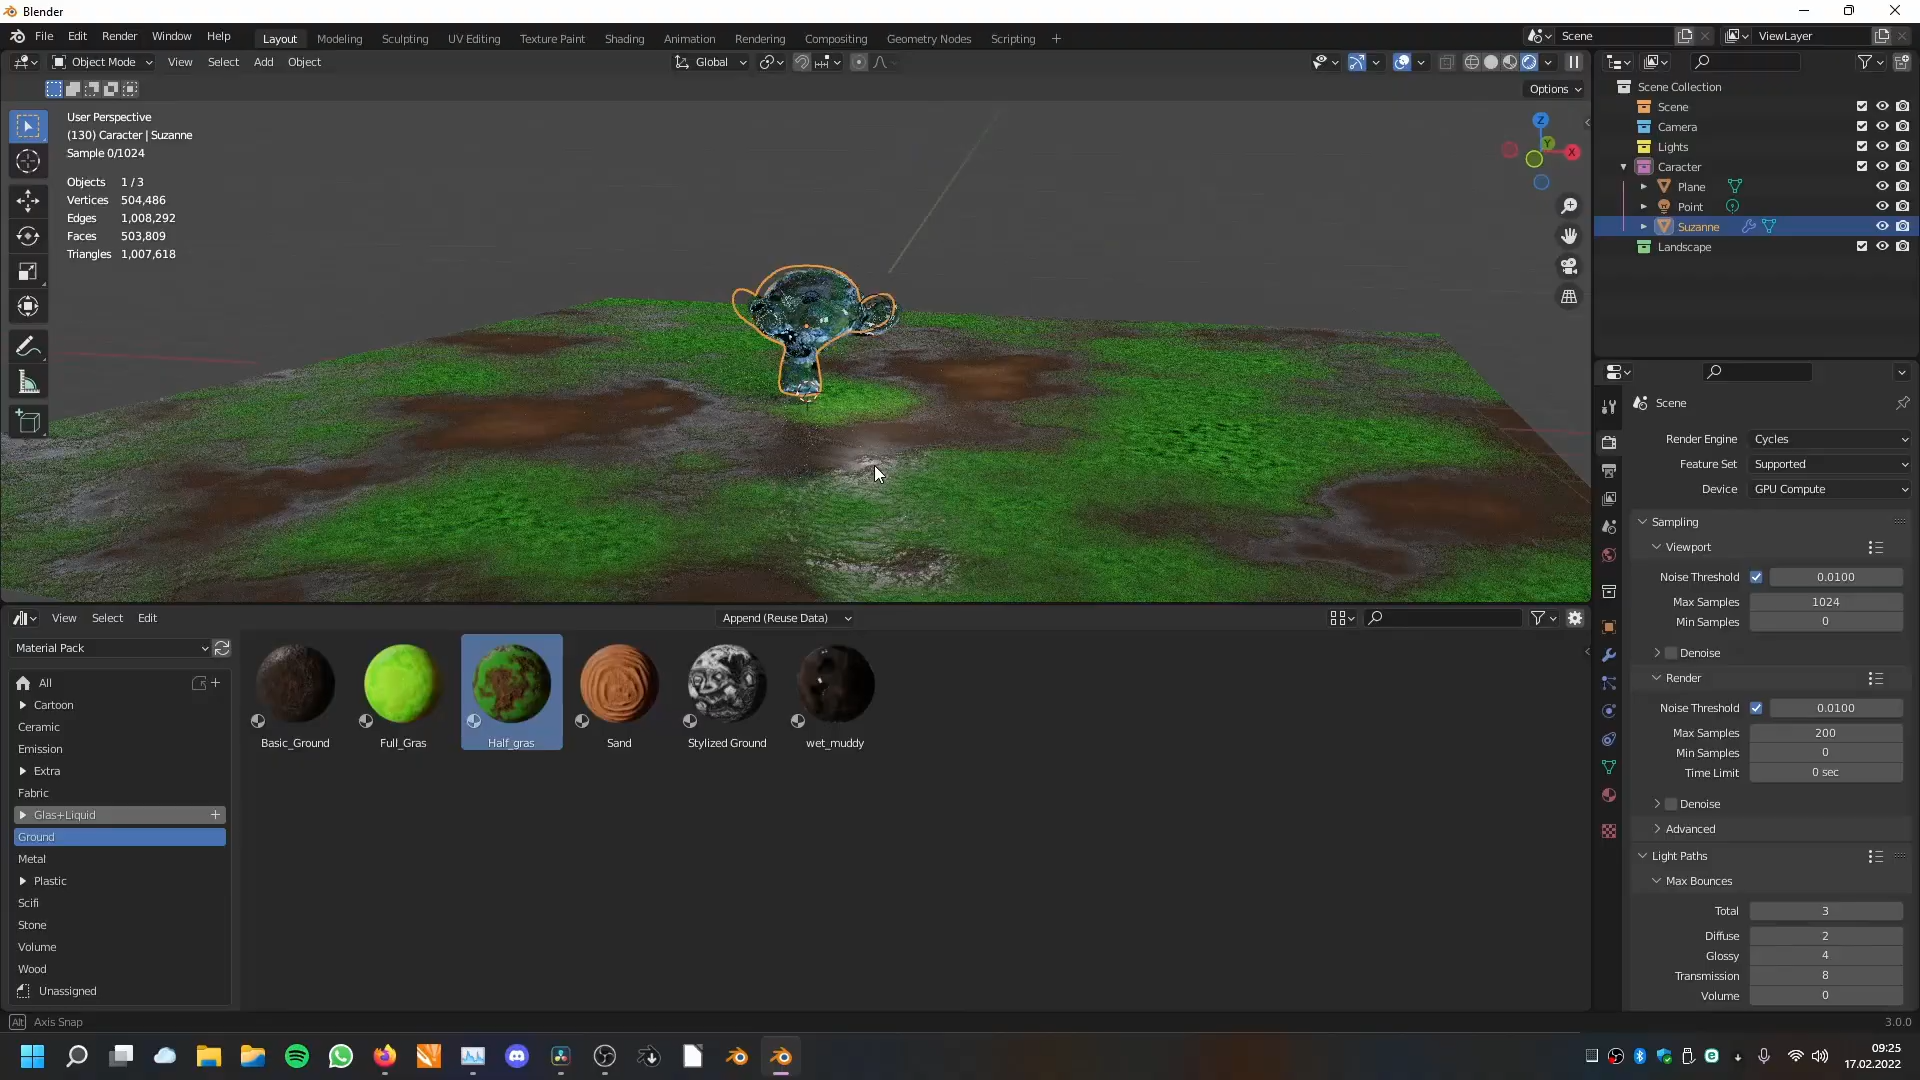 Blender
File Edit Render Window Help
Layout Modeling Sculpting UV Editing Texture Paint Shading Animation Rendering Compositing Geometry Nodes Scripting +
Scene
ViewLayer
Object Mode View Select Add Object
Global
Options
User Perspective
(130) Caracter | Suzanne
Sample 0/1024
Objects 1 / 3
Vertices 504,486
Edges 1,008,292
Faces 503,809
Triangles 1,007,618
Z
Y
X
Scene Collection
Scene
Camera
Lights
Caracter
Plane
Point
Suzanne
Landscape
Scene
Render Engine Cycles
Feature Set Supported
Device GPU Compute
Sampling
Viewport
Noise Threshold 0.0100
Max Samples 1024
Min Samples 0
Denoise
Render
Noise Threshold 0.0100
Max Samples 200
Min Samples 0
Time Limit 0 sec
Denoise
Advanced
Light Paths
Max Bounces
Total 3
Diffuse 2
Glossy 4
Transmission 8
Volume 0
View Select Edit
Append (Reuse Data)
Material Pack
All
Cartoon
Ceramic
Emission
Extra
Fabric
Glas+Liquid
Ground
Metal
Plastic
Scifi
Stone
Volume
Wood
Unassigned
Basic_Ground
Full_Gras
Half_gras
Sand
Stylized Ground
wet_muddy
Alt Axis Snap
3.0.0
09:25
17.02.2022